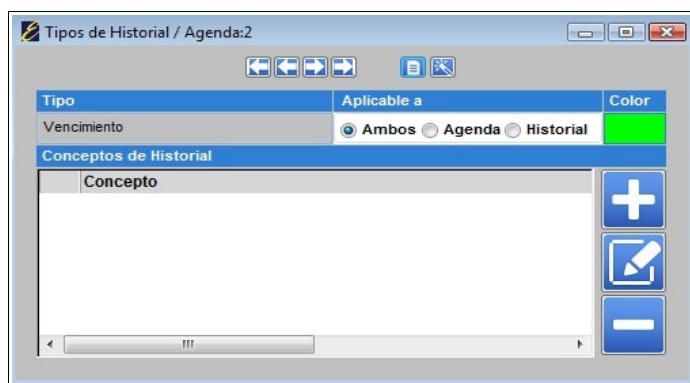 Tipos de Historial / Agenda:2
Tipo Aplicable a Color
Vencimiento Ambos Agenda Historial
Conceptos de Historial
Concepto